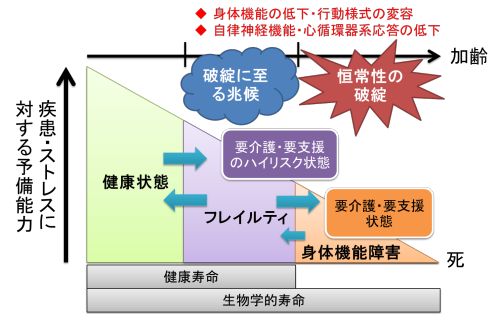 ◆ 身体機能の低下・行動様式の変容
◆ 自律神経機能・心循環器系応答の低下
加齢
破綻に至
る兆候
恒常性の
破綻
疾患・ストレスに
対する予備能力
要介護・要支援
のハイリスク状態
健康状態
フレイルティ
要介護・要支援
状態
身体機能障害
死
健康寿命
生物学的寿命